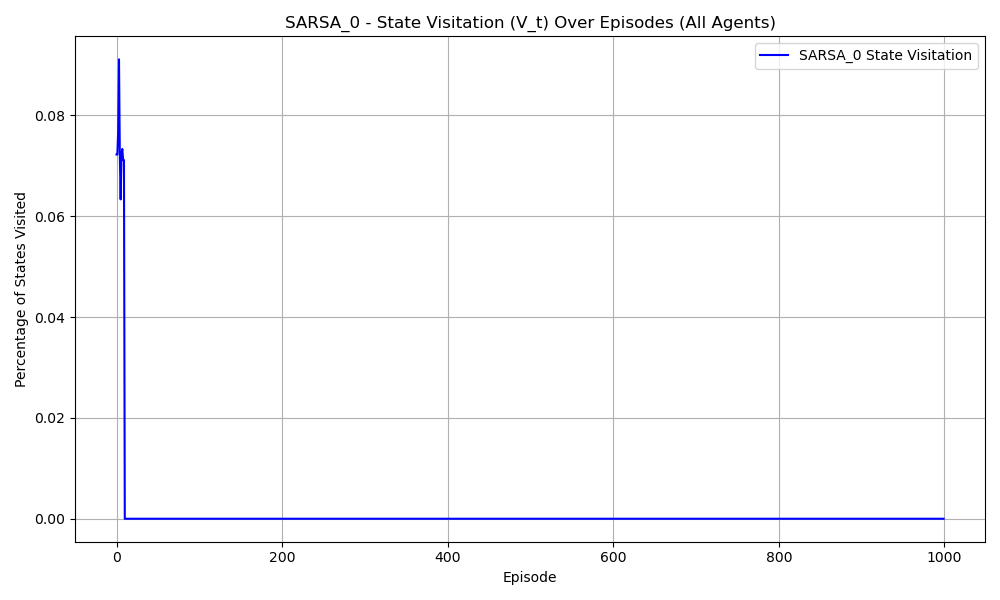 SARSA_0 - State Visitation (V_t) Over Episodes (All Agents)
SARSA_0 State Visitation
Percentage of States Visited
0.08
0.06
0.04
0.02
0.00
0 200 400 600 800 1000
Episode